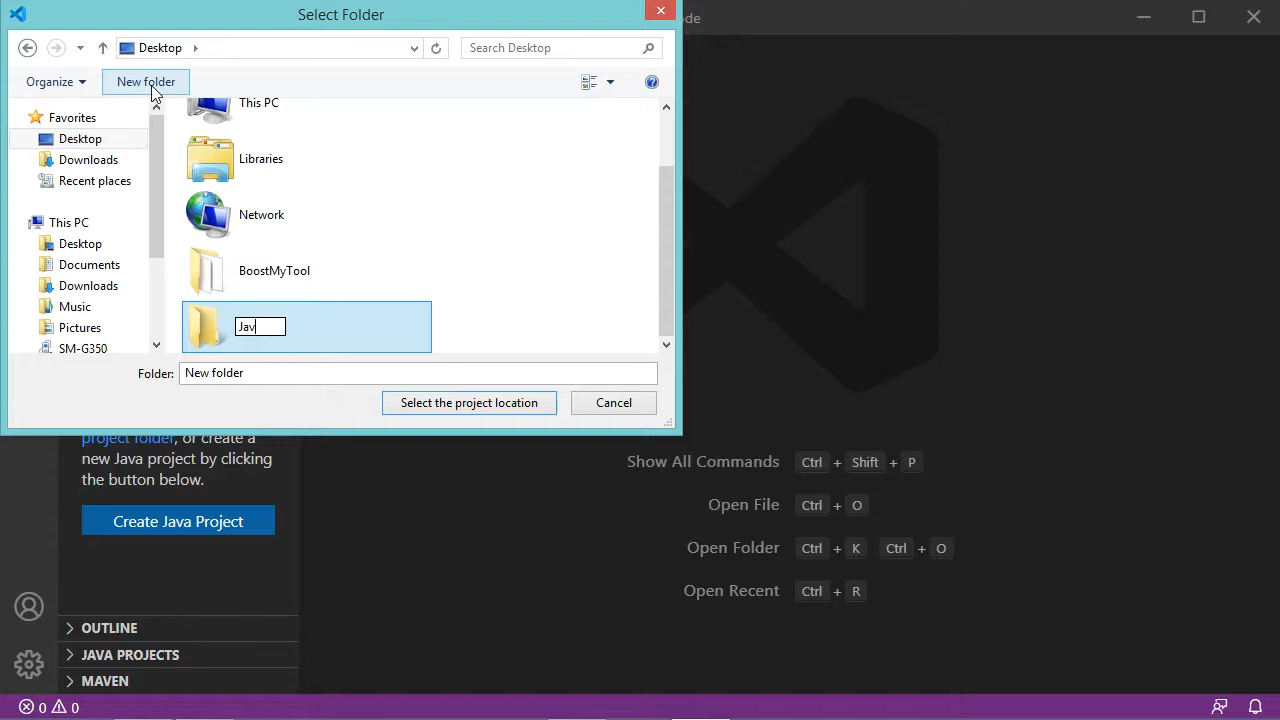 Select Folder
ode
Desktop
Search Desktop
Organize
New folder
Favorites
Desktop
Downloads
Recent places
This PC
Desktop
Documents
Downloads
Music
Pictures
SM-G350
This PC
Libraries
Network
BoostMyTool
Jav
Folder:
New folder
Select the project location
Cancel
project folder, or create a
new Java project by clicking
the button below.
Create Java Project
OUTLINE
JAVA PROJECTS
MAVEN
Show All Commands Ctrl + Shift + P
Open File Ctrl + O
Open Folder Ctrl + K Ctrl + O
Open Recent Ctrl + R
0 0